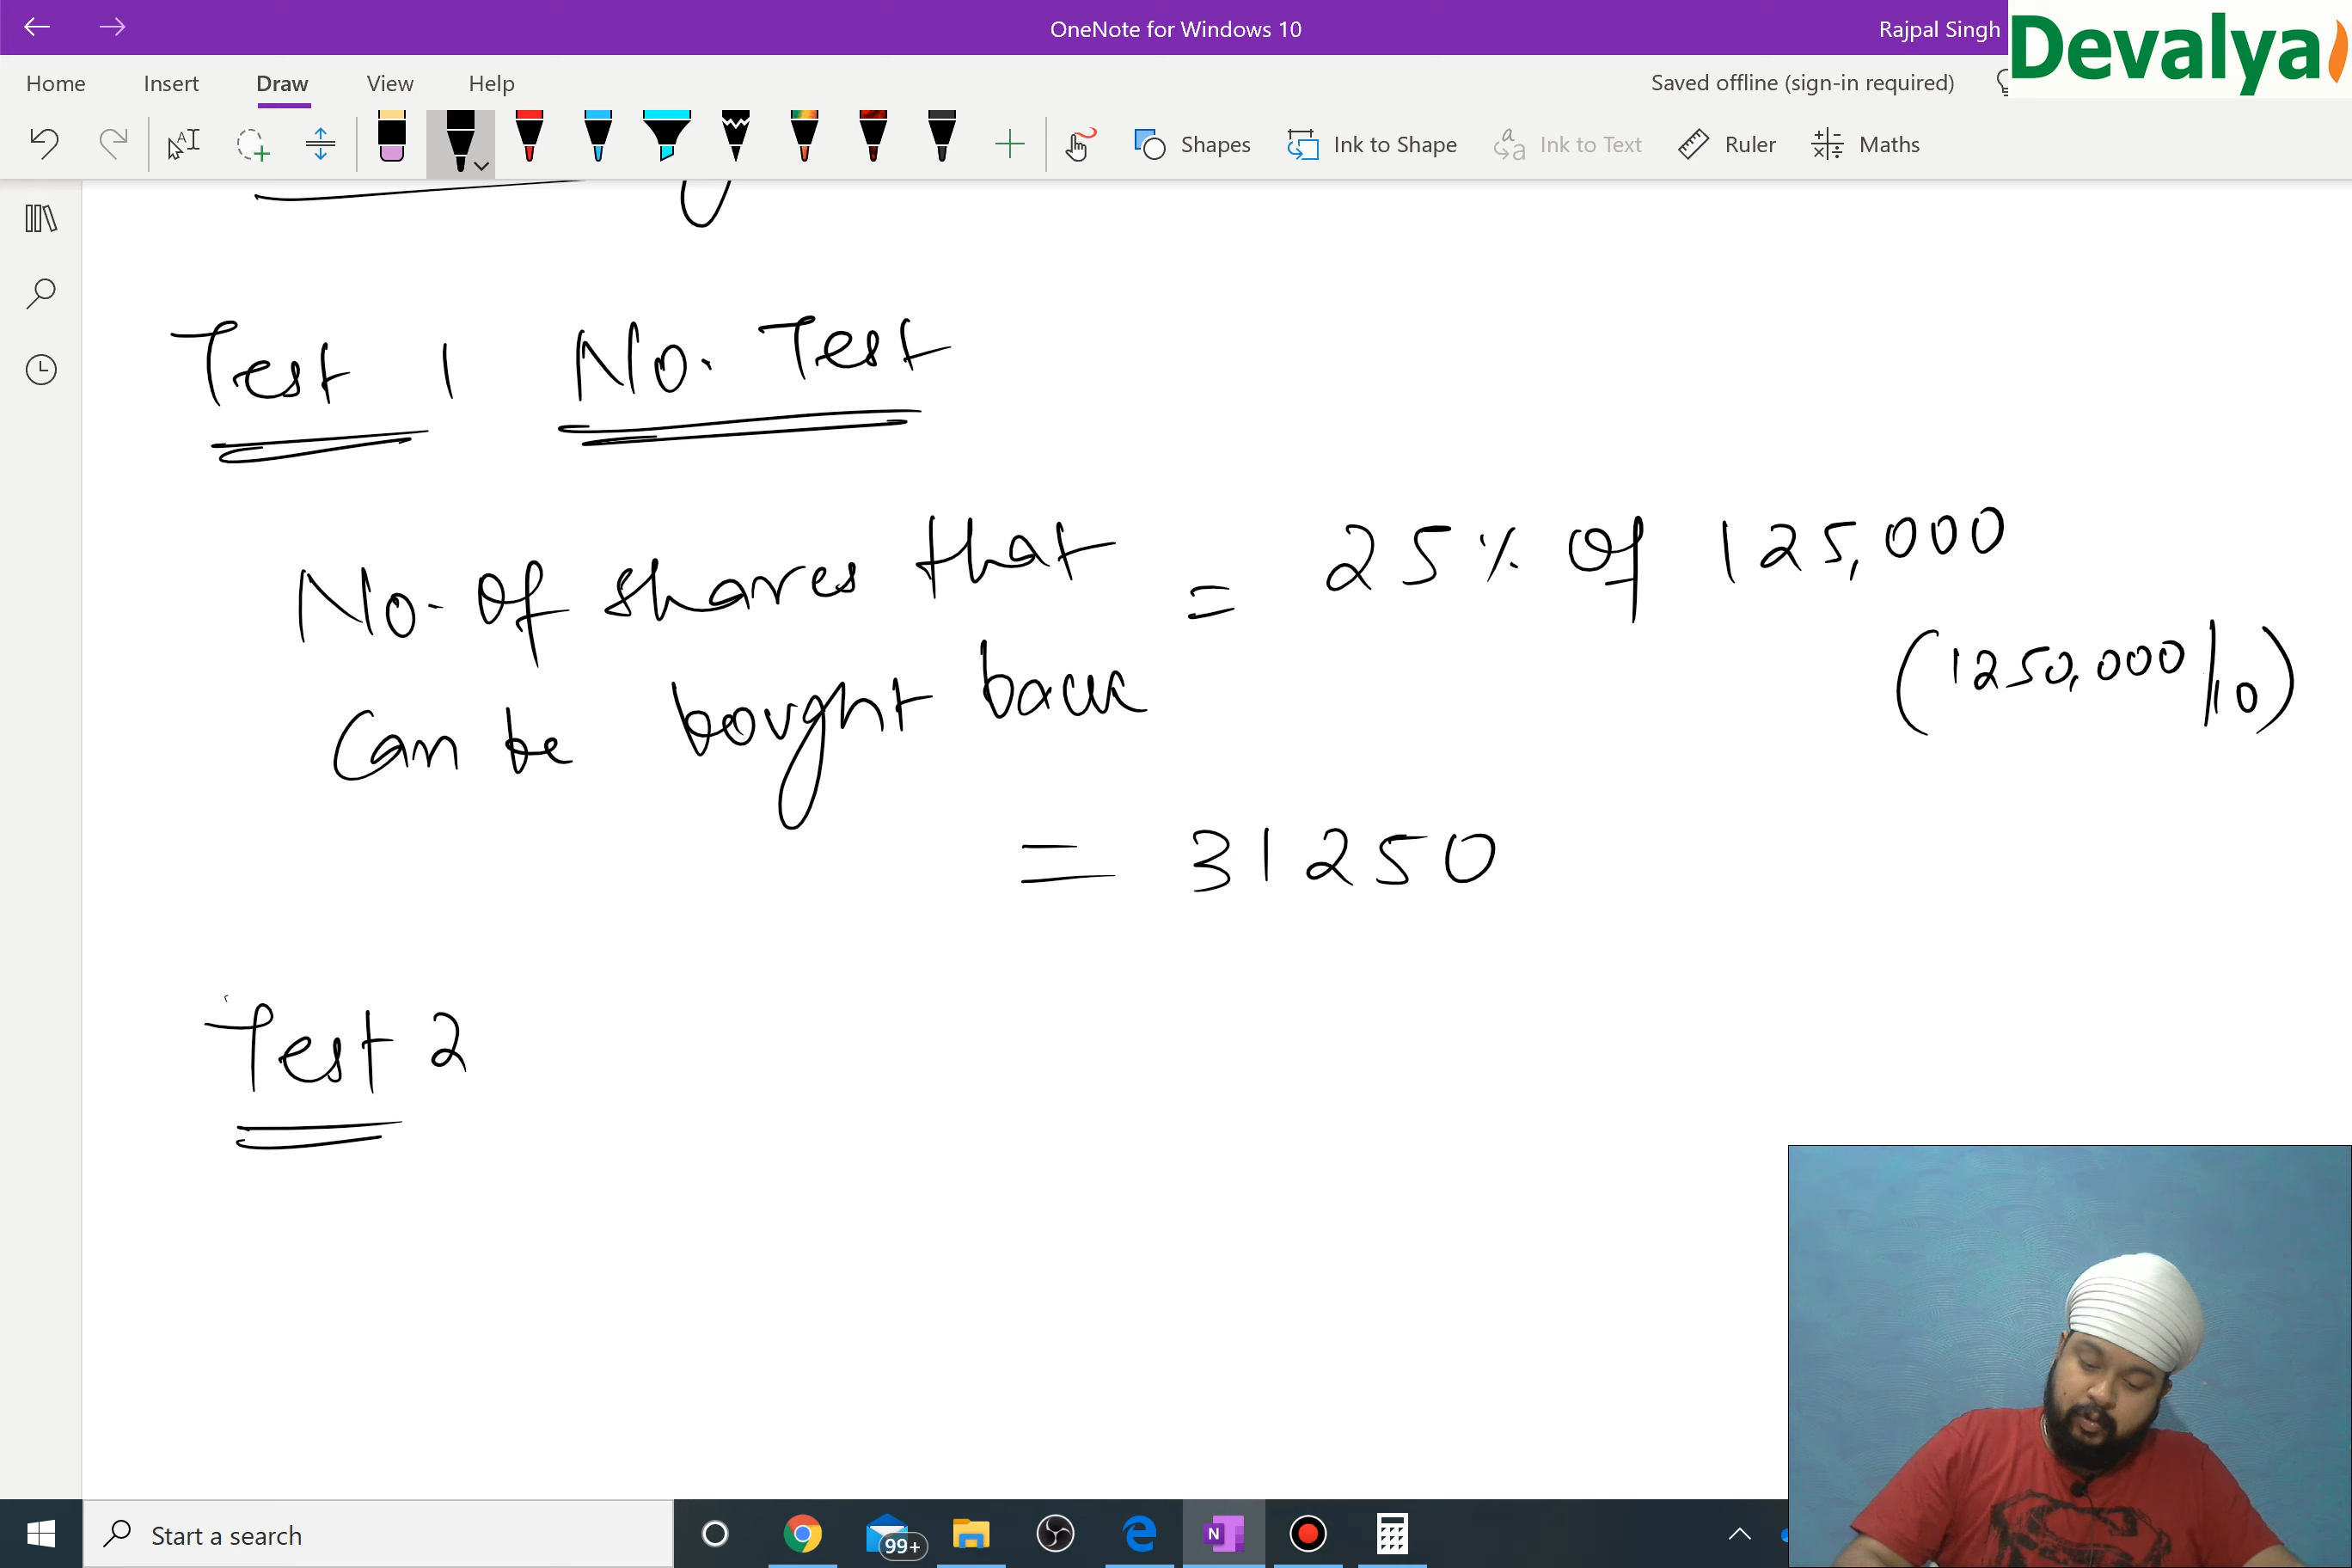 OneNote for Windows 10
Rajpal Singh
Devalya
Home Insert Draw View Help
Saved offline (sign-in required)
Shapes Ink to Shape Ink to Text Ruler Maths
Test 1 No. Test
No. of shares that = 25% of 125,000
(1250,000/10)
can be bought back
= 31250
Test 2
Start a search
99+